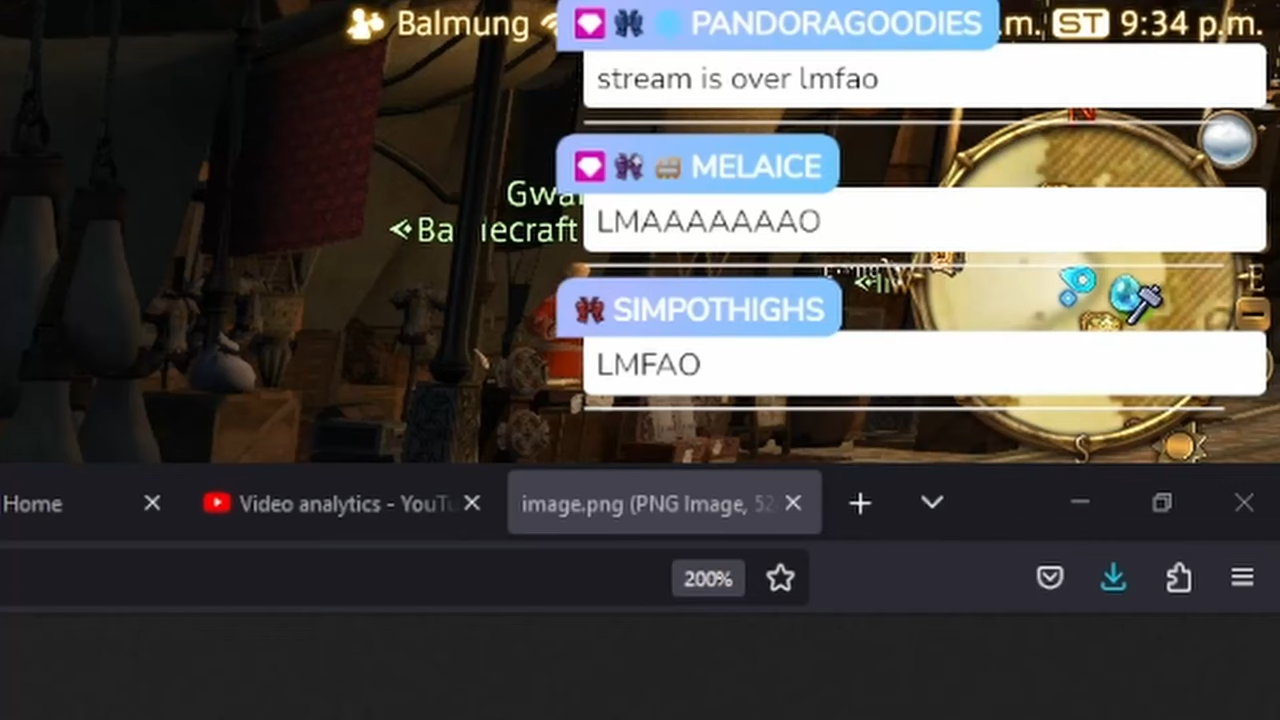 Balmung
.m.
ST 9:34 p.m.
PANDORAGOODIES
stream is over lmfao
N
MELAICE
LMAAAAAAAO
SIMPOTHIGHS
LMFAO
E
S
Home
Video analytics - YouTu
image.png (PNG Image, 52
200%